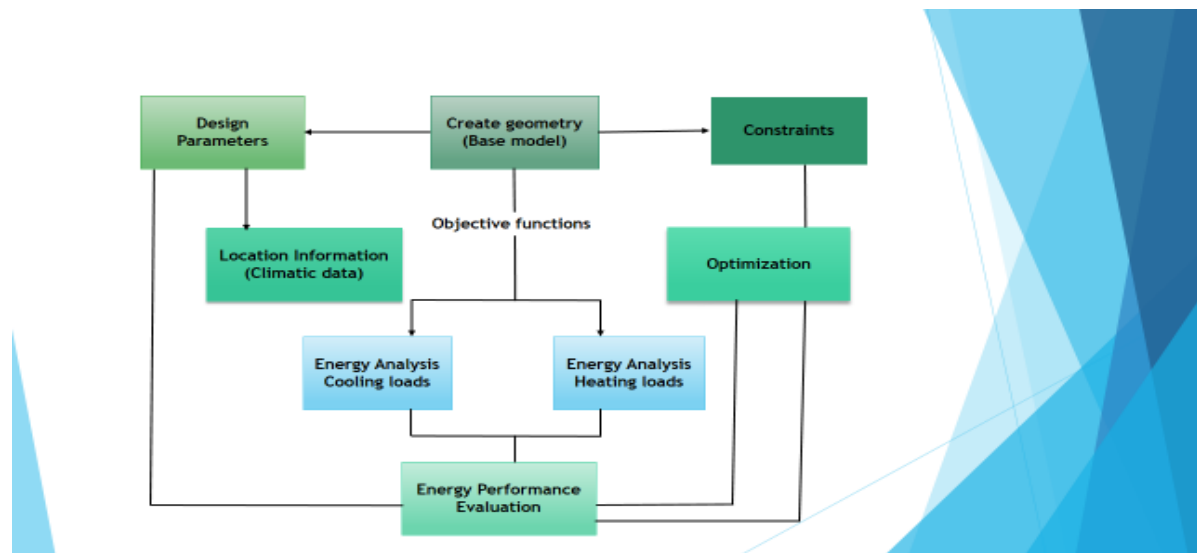 Design
Parameters
Create geometry
(Base model)
Constraints
Objective functions
Location Information
(Climatic data)
Optimization
Energy Analysis
Cooling loads
Energy Analysis
Heating loads
Energy Performance
Evaluation